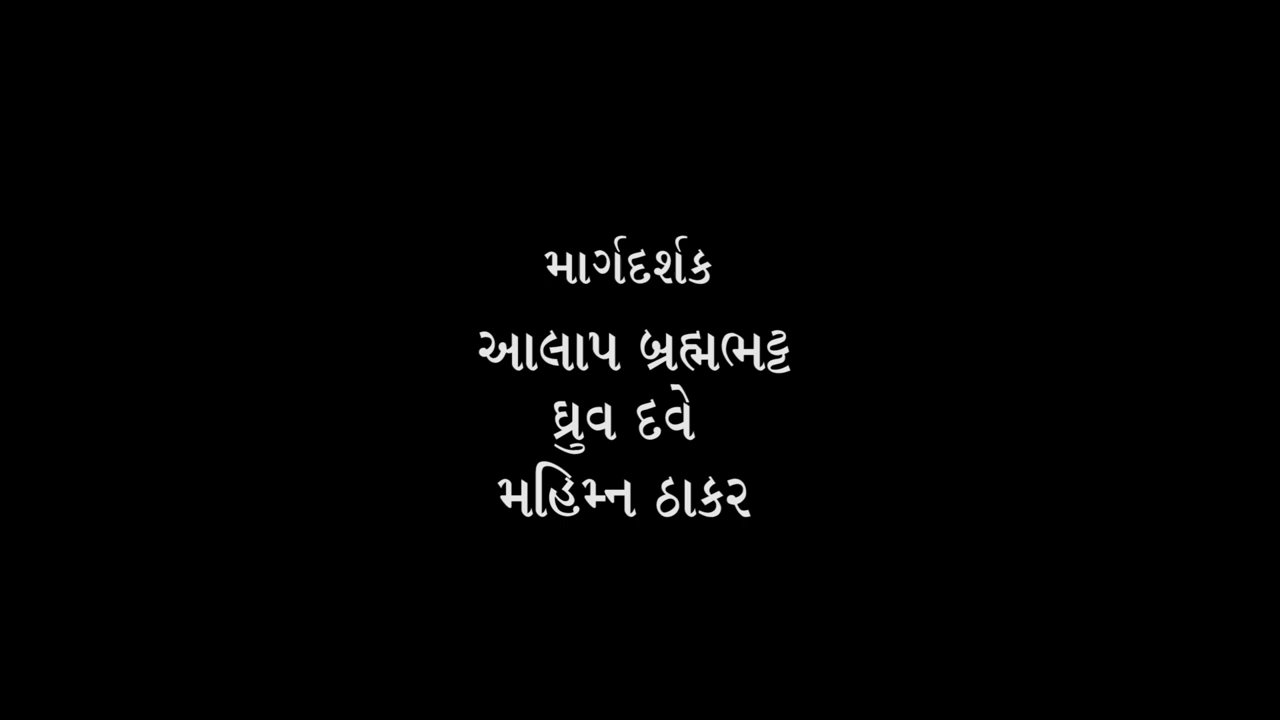 માર્ગદર્શક
આલાપ બ્રહ્મભટ્ટ
ધ્રુવ દવે
મહિમ્ન ઠાકર